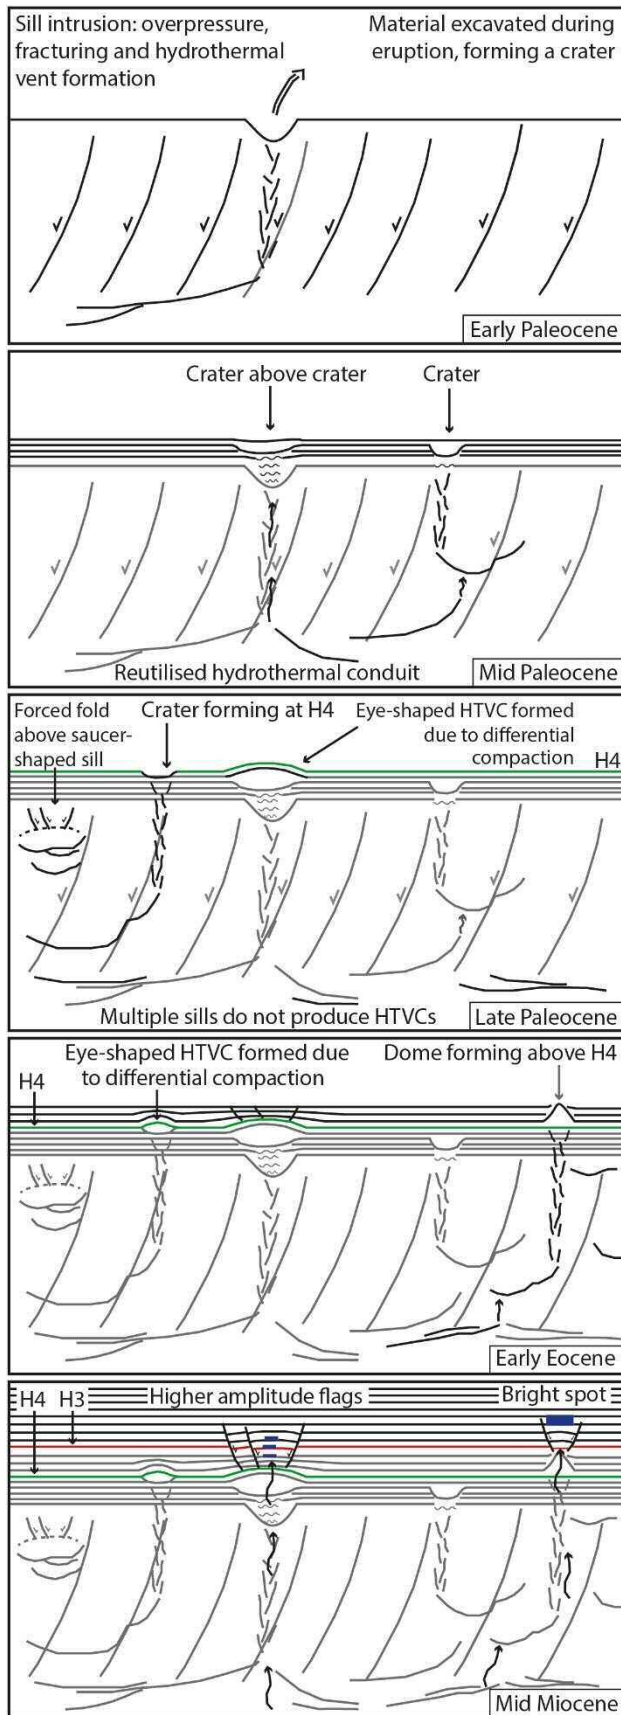 Sill intrusion: overpressure,
fracturing and hydrothermal
vent formation
Material excavated during
eruption, forming a crater
Early Paleocene
Crater above crater
Crater
Reutilised hydrothermal conduit
Mid Paleocene
Forced fold
above saucer-
shaped sill
Crater forming at H4
Eye-shaped HTVC formed
due to differential
compaction
H4
Multiple sills do not produce HTVCs
Late Paleocene
Eye-shaped HTVC formed due
to differential compaction
Dome forming above H4
H4
Early Eocene
H4
H3
Higher amplitude flags
Bright spot
Mid Miocene